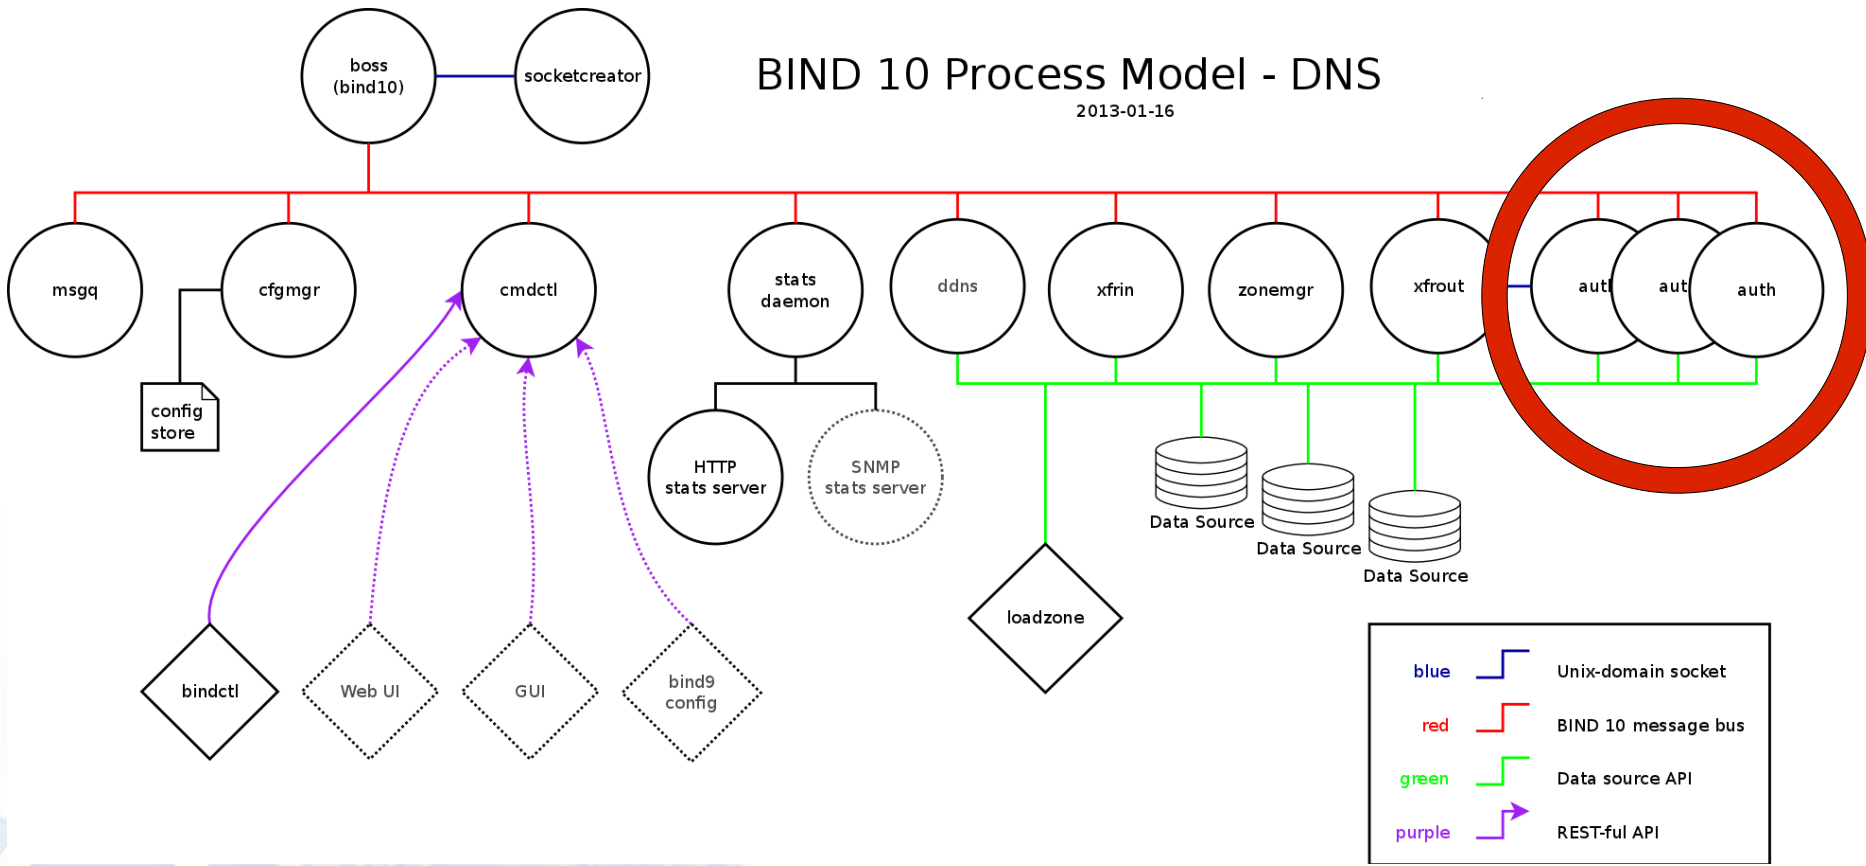 BIND 10 Process Model - DNS
2013-01-16
boss
(bind10)
socketcreator
msgq
cfgmgr
cmdctl
stats
daemon
ddns
xfrin
zonemgr
xfrout
aut
aut
auth
config
store
HTTP
stats server
SNMP
stats server
Data Source
Data Source
Data Source
loadzone
bindctl
Web UI
GUI
bind9
config
blue
Unix-domain socket
red
BIND 10 message bus
green
Data source API
purple
REST-ful API